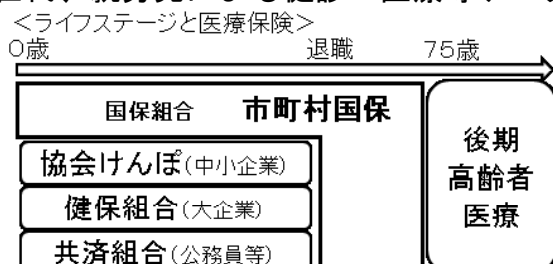 <ライフステージと医療保険>
0歳 退職 75歳
国保組合 市町村国保
協会けんぽ(中小企業)
健保組合(大企業)
共済組合(公務員等)
後期
高齢者
医療